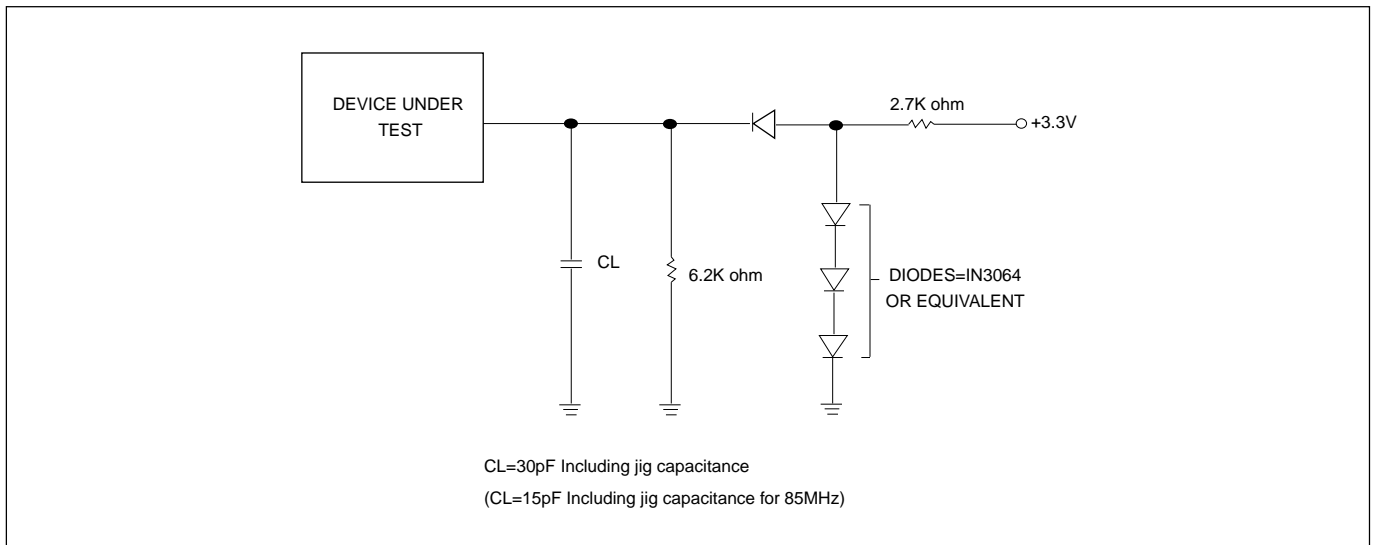 DEVICE UNDER
TEST
2.7K ohm
+3.3V
CL
6.2K ohm
DIODES=IN3064
OR EQUIVALENT
CL=30pF Including jig capacitance
(CL=15pF Including jig capacitance for 85MHz)